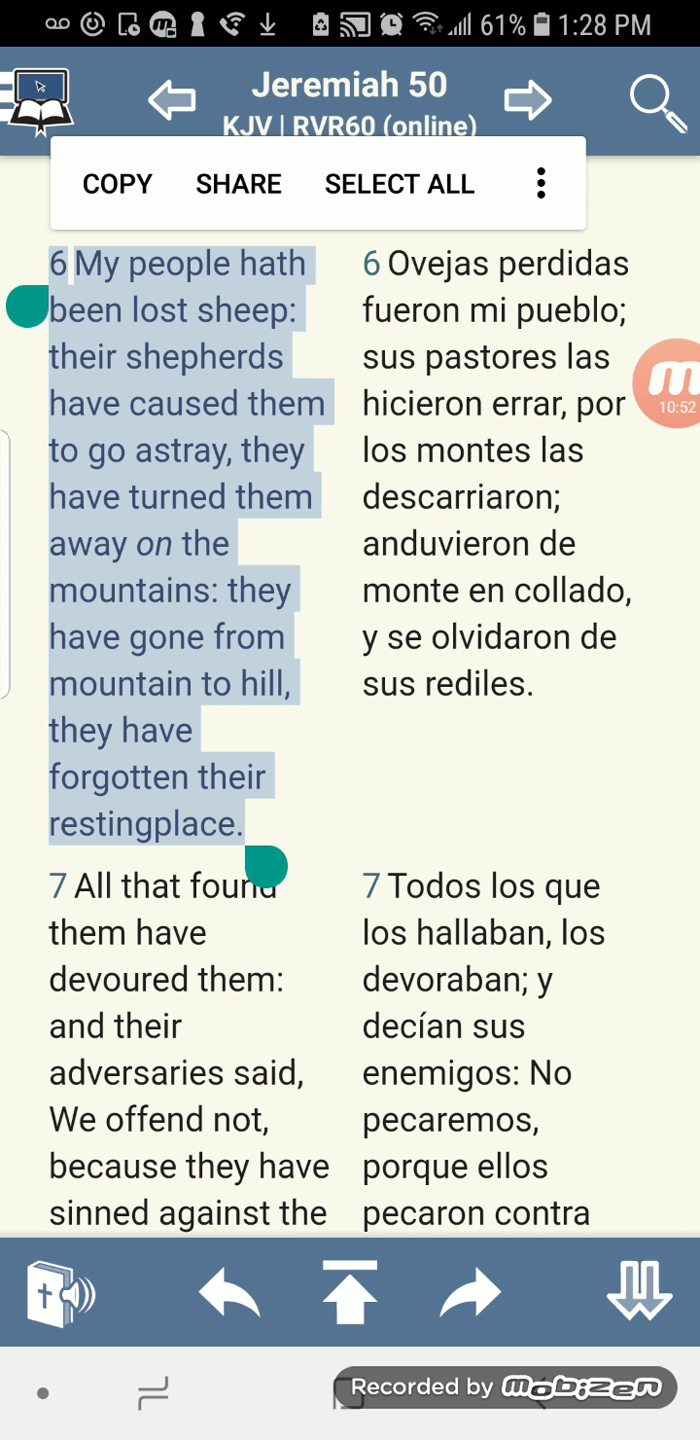 61% 1:28 PM
Jeremiah 50
KJV | RVR60 (online)
COPY SHARE SELECT ALL
6 My people hath
been lost sheep:
their shepherds
have caused them
to go astray, they
have turned them
away on the
mountains: they
have gone from
mountain to hill,
they have
forgotten their
restingplace.
7 All that found
them have
devoured them:
and their
adversaries said,
We offend not,
because they have
sinned against the
6 Ovejas perdidas
fueron mi pueblo;
sus pastores las
hicieron errar, por
los montes las
descarriaron;
anduvieron de
monte en collado,
y se olvidaron de
sus rediles.
7 Todos los que
los hallaban, los
devoraban; y
decían sus
enemigos: No
pecaremos,
porque ellos
pecaron contra
m
10:52
Recorded by mobizen